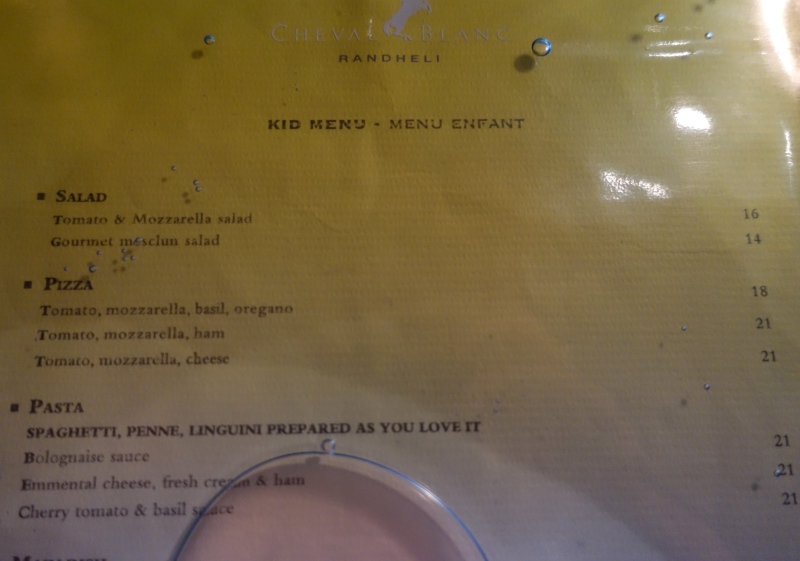 CHEVAL BLANC
RANDHELI
KID MENU - MENU ENFANT
SALAD
Tomato & Mozzarella salad 16
Gourmet mesclun salad 14
PIZZA
Tomato, mozzarella, basil, oregano 18
Tomato, mozzarella, ham 21
Tomato, mozzarella, cheese 21
PASTA
SPAGHETTI, PENNE, LINGUINI PREPARED AS YOU LOVE IT
Bolognaise sauce 21
Emmental cheese, fresh cream & ham 21
Cherry tomato & basil sauce 21